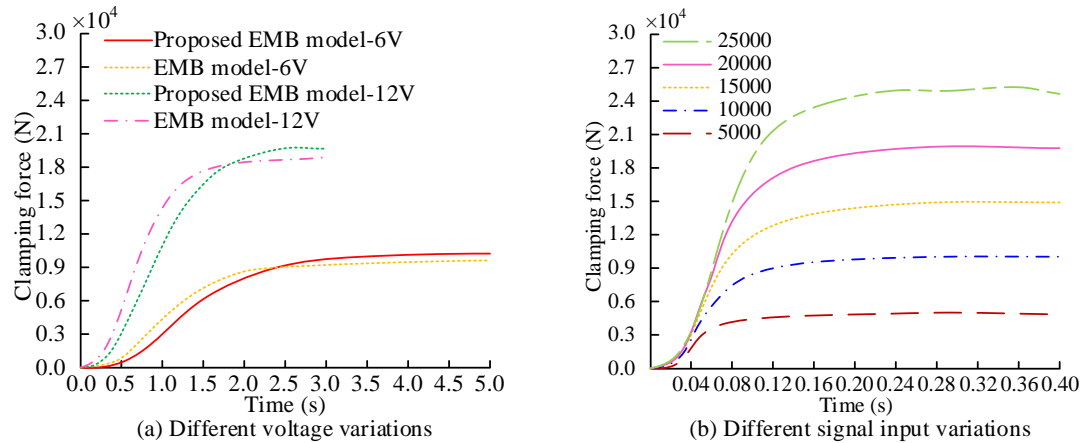 ×10⁴
3.0
2.7
2.4
2.1
1.8
1.5
1.2
0.9
0.6
0.3
0.0
Clamping force (N)
Proposed EMB model-6V
EMB model-6V
Proposed EMB model-12V
EMB model-12V
0.0 0.5 1.0 1.5 2.0 2.5 3.0 3.5 4.0 4.5 5.0
Time (s)
(a) Different voltage variations
×10⁴
3.0
2.7
2.4
2.1
1.8
1.5
1.2
0.9
0.6
0.3
0.0
Clamping force (N)
25000
20000
15000
10000
5000
0.04 0.08 0.12 0.16 0.20 0.24 0.28 0.32 0.36 0.40
Time (s)
(b) Different signal input variations